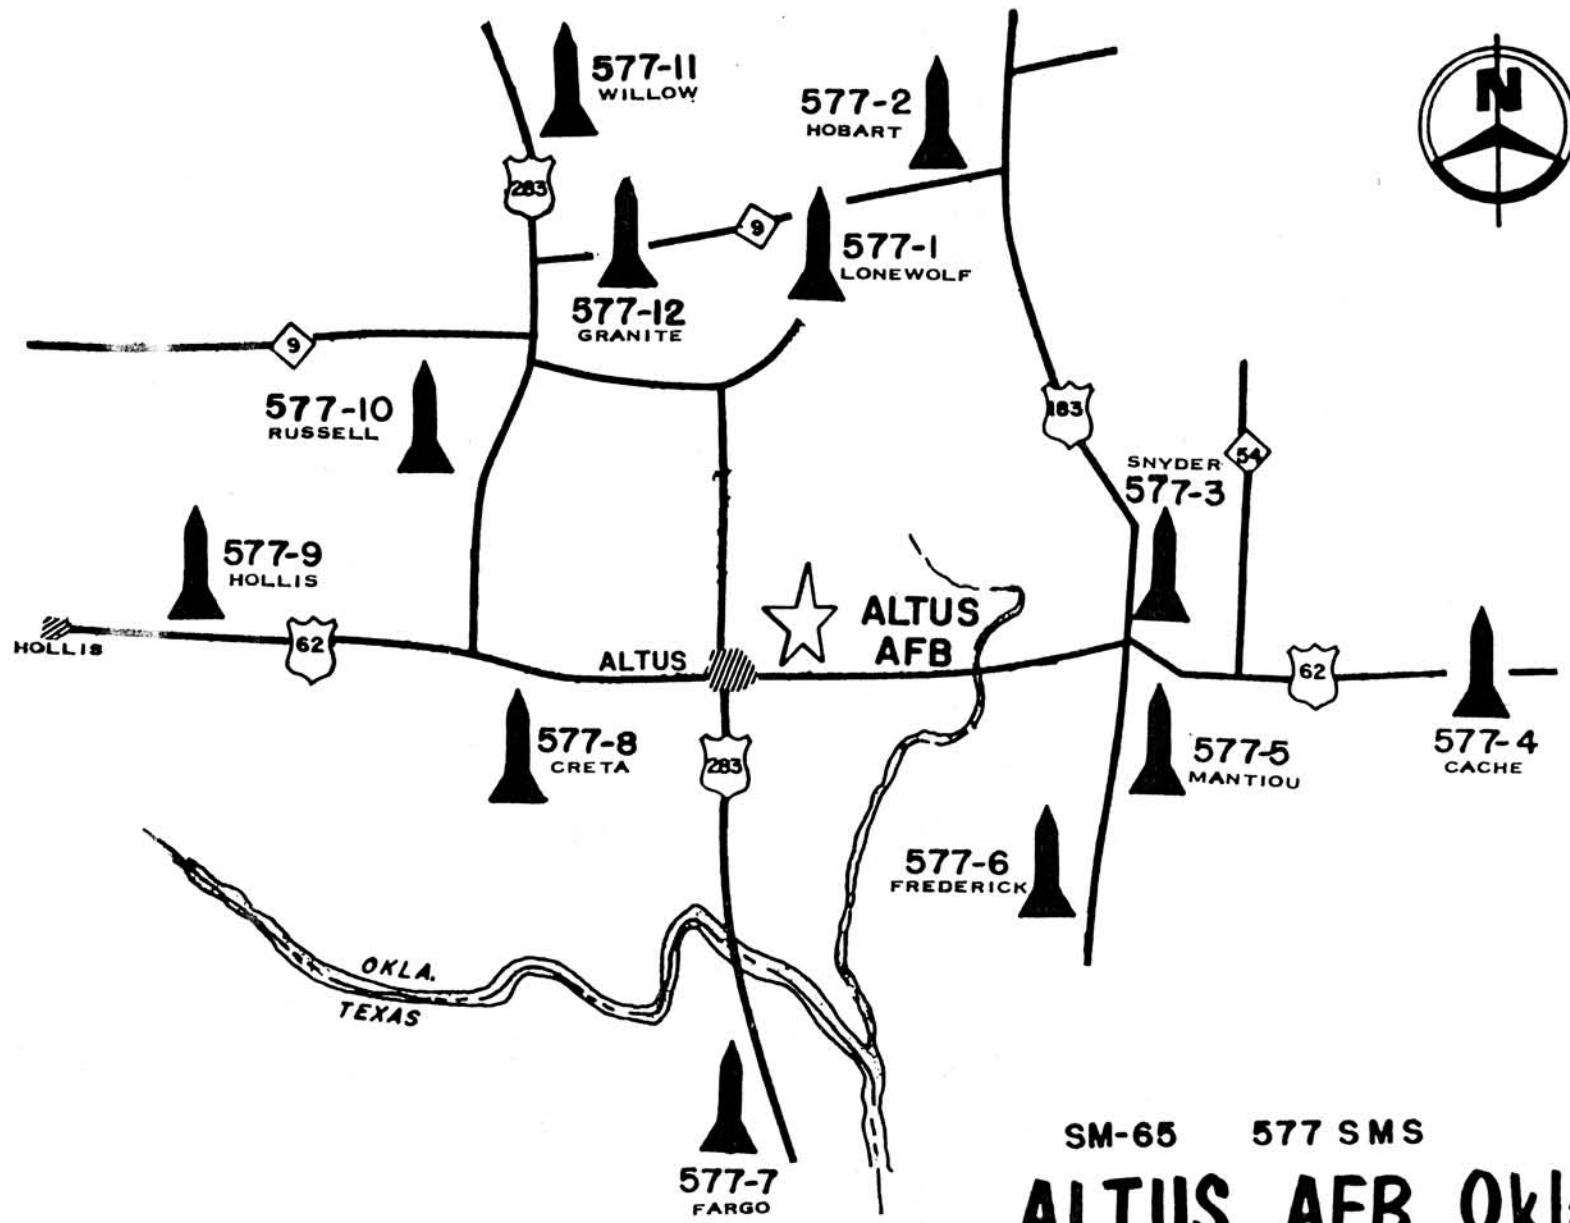 577-11
WILLOW
577-2
HOBART
N
283
9
577-1
LONEWOLF
577-12
GRANITE
9
577-10
RUSSELL
183
SNYDER
577-3
54
577-9
HOLLIS
HOLLIS
62
ALTUS
ALTUS
AFB
62
577-8
CRETA
283
577-5
MANTIOU
577-4
CACHE
577-6
FREDERICK
OKLA.
TEXAS
577-7
FARGO
SM-65 577 SMS
ALTUS AFB Okla